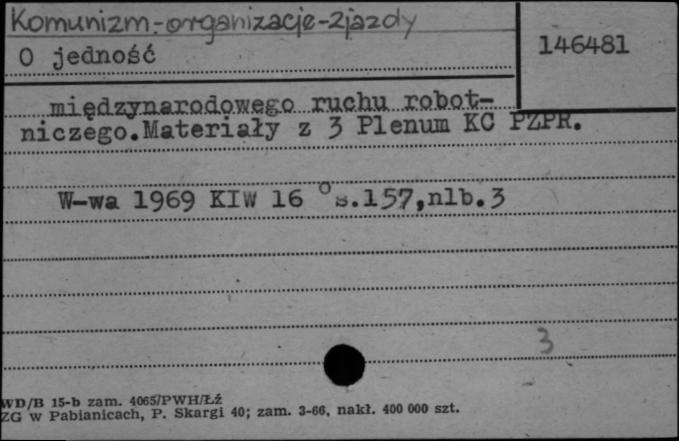 Komunizm-organizacje-zjazdy
146481
O jedność
międzynarodowego ruchu robot-
niczego.Materiały z 3 Plenum KC PZPR.
W-wa 1969 KIW 16 ° s.157,nlb.3
3
WD/B 15-b zam. 4065/PWH/Łź
ZG w Pabianicach, P. Skargi 40; zam. 3-66, nakł. 400 000 szt.